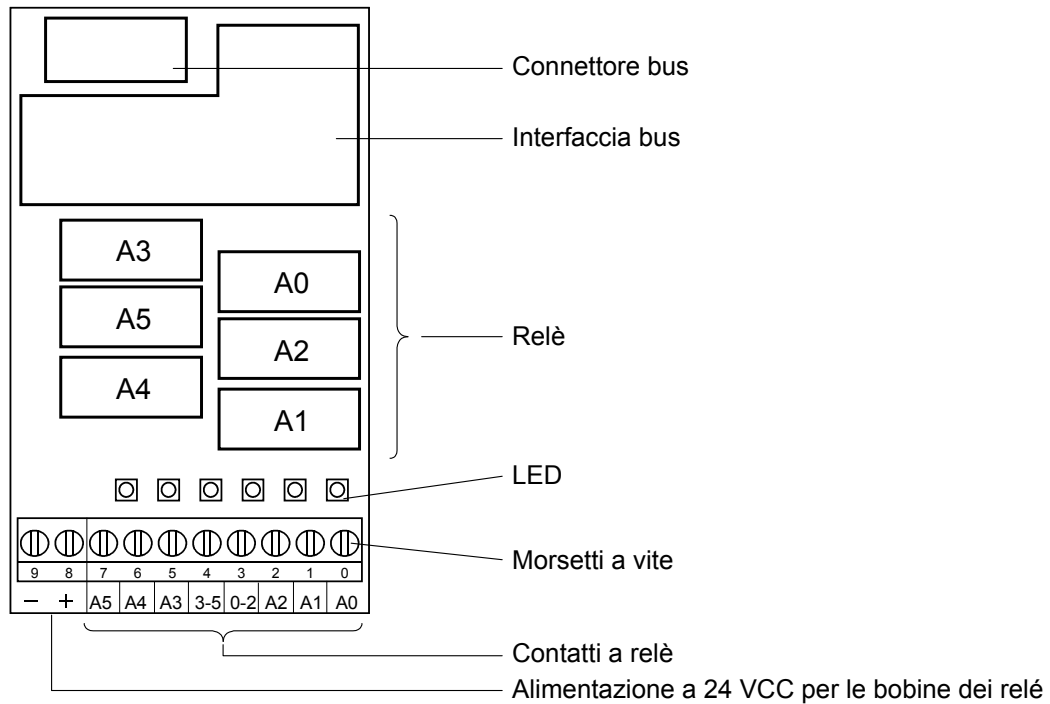 Connettore bus
Interfaccia bus
A3
A0
A5
A2
Relè
A4
A1
LED
Morsetti a vite
9 8 7 6 5 4 3 2 1 0
− + A5 A4 A3 3-5 0-2 A2 A1 A0
Contatti a relè
Alimentazione a 24 VCC per le bobine dei relé